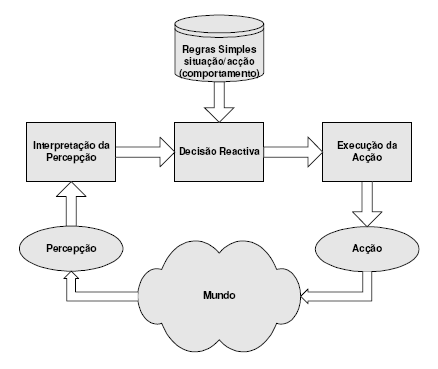 Regras Simples
situação/acção
(comportamento)
Interpretação da
Percepção
Decisão Reactiva
Execução da
Acção
Percepção
Acção
Mundo